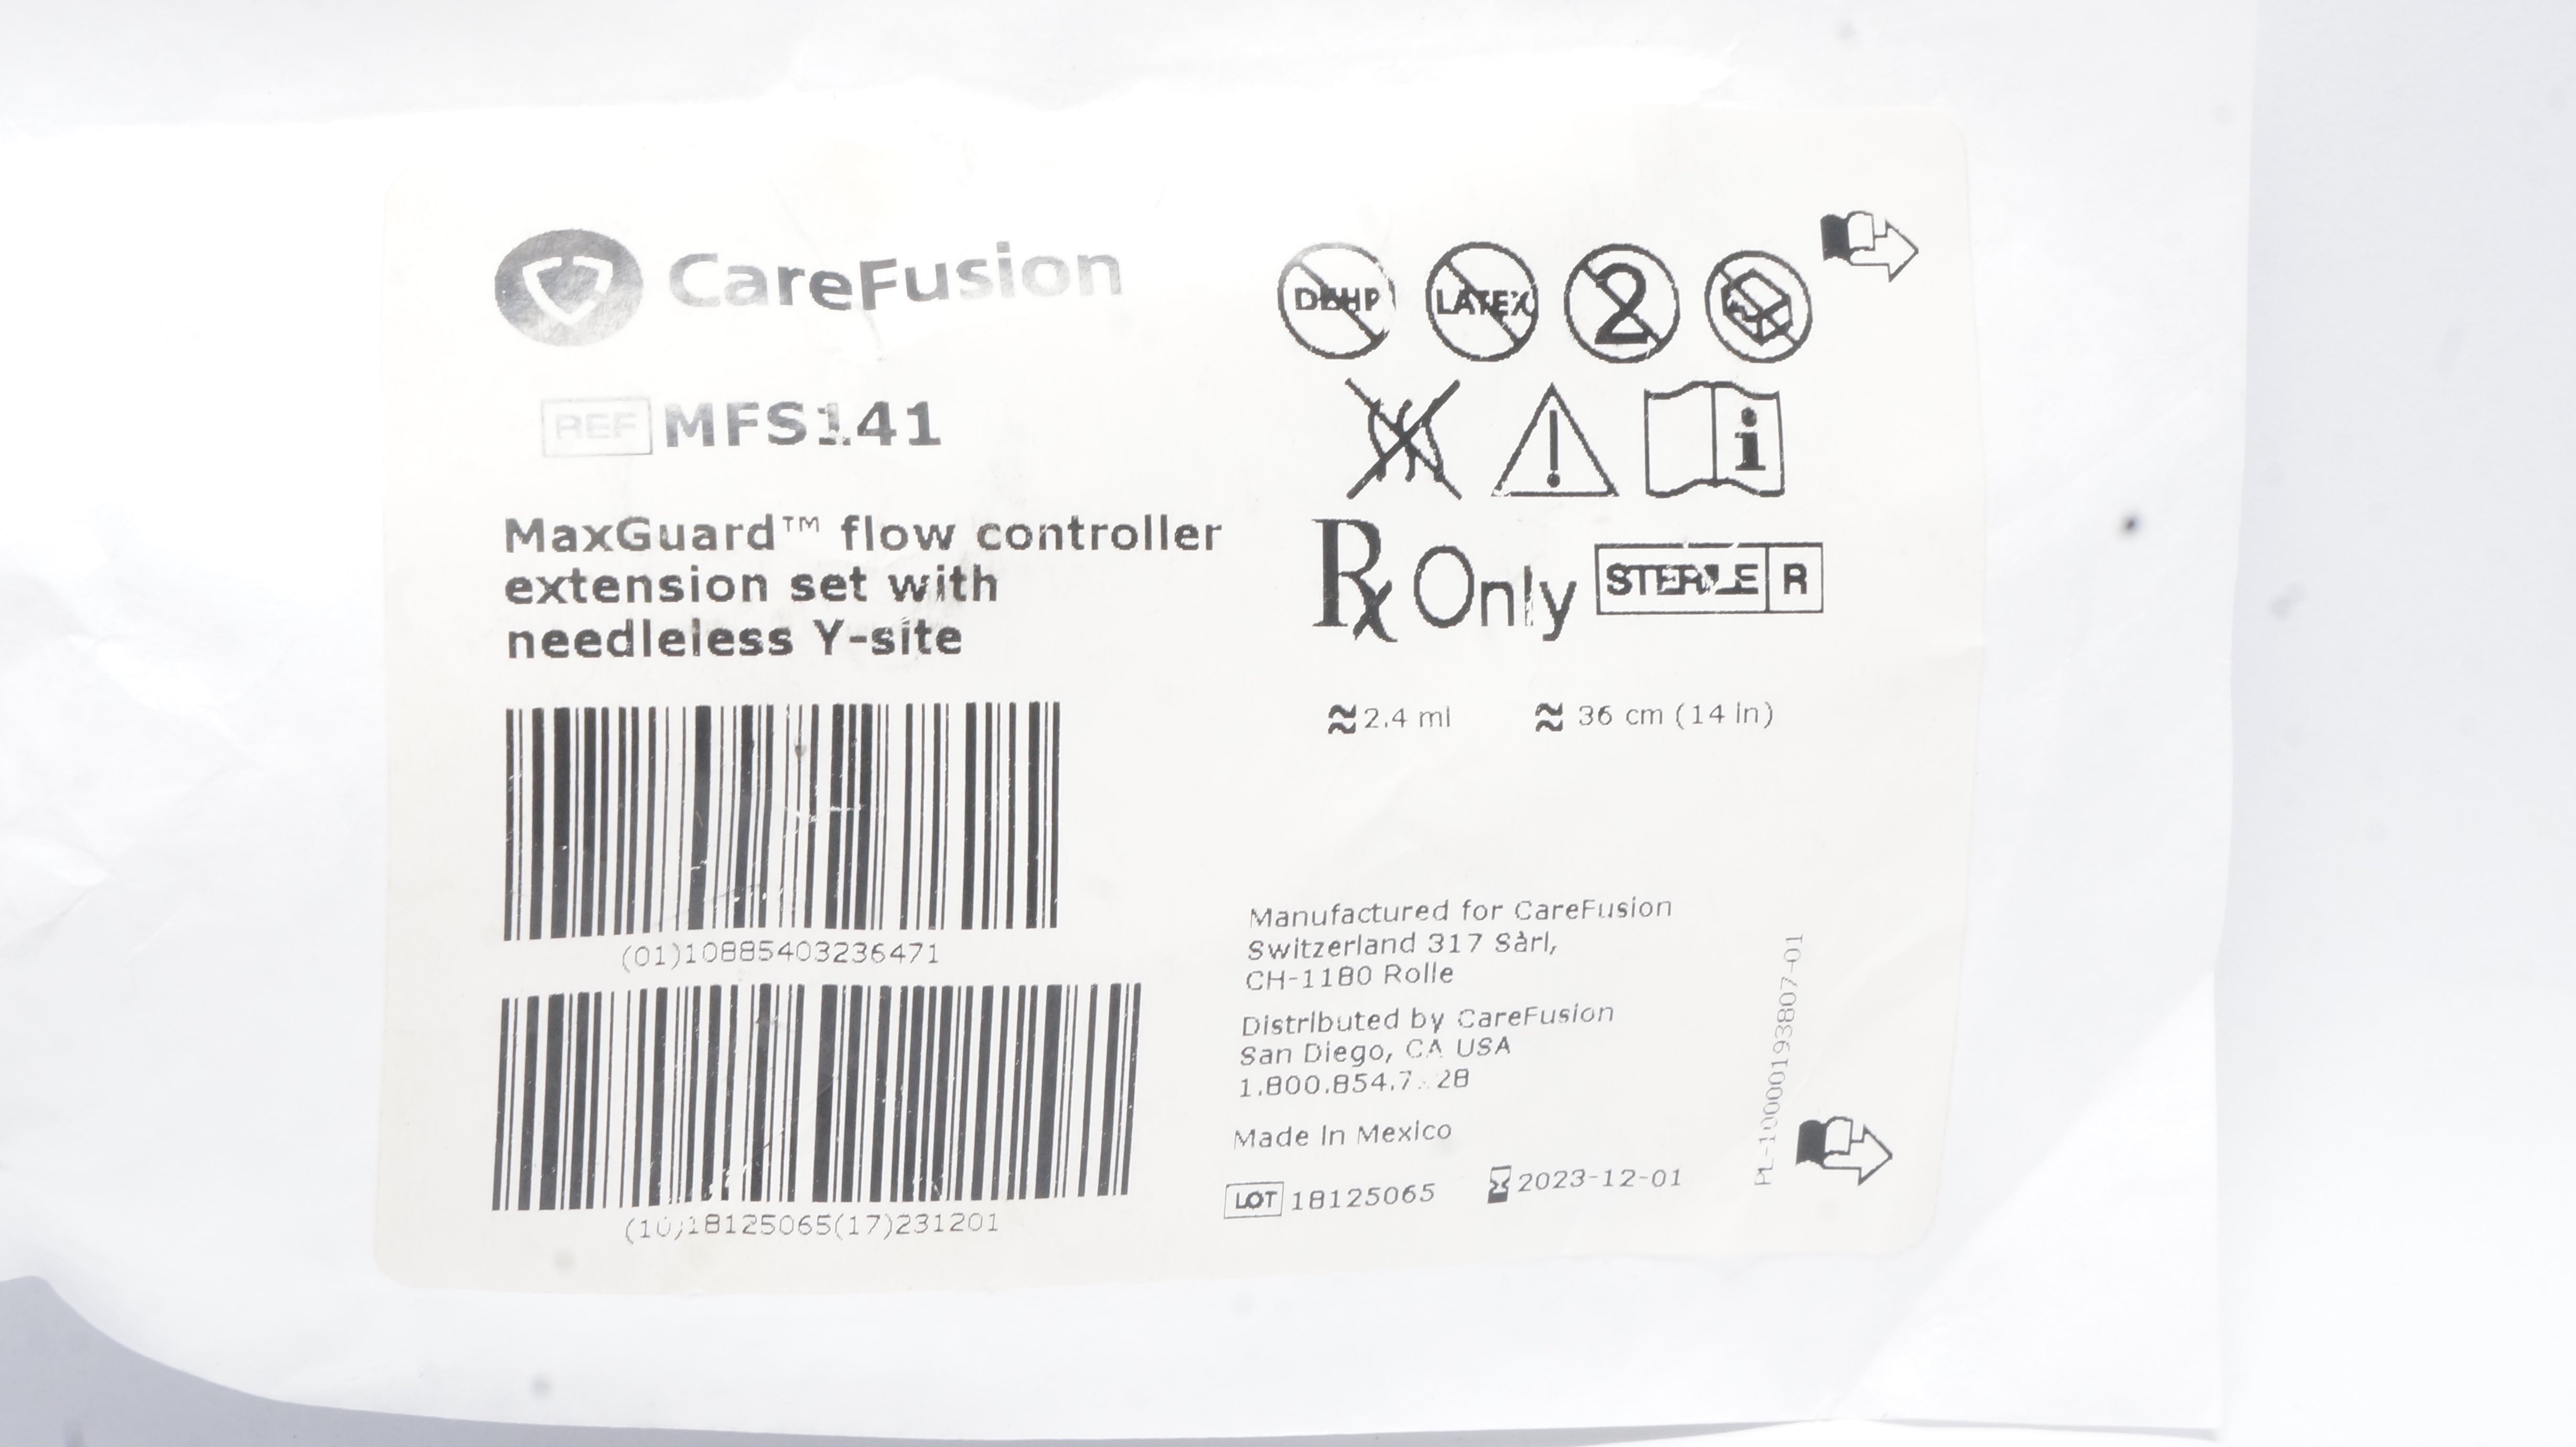 CareFusion
REF MFS141
MaxGuard™ flow controller
extension set with
needleless Y-site
(01)10885403236471
(10)18125065(17)231201
DEHP LATEX 2
i
Rx Only STERILE R
≈ 2.4 ml ≈ 36 cm (14 in)
Manufactured for CareFusion
Switzerland 317 Sàrl,
CH-1180 Rolle
Distributed by CareFusion
San Diego, CA USA
Made in Mexico
LOT 18125065 2023-12-01
PL-10000193807-01